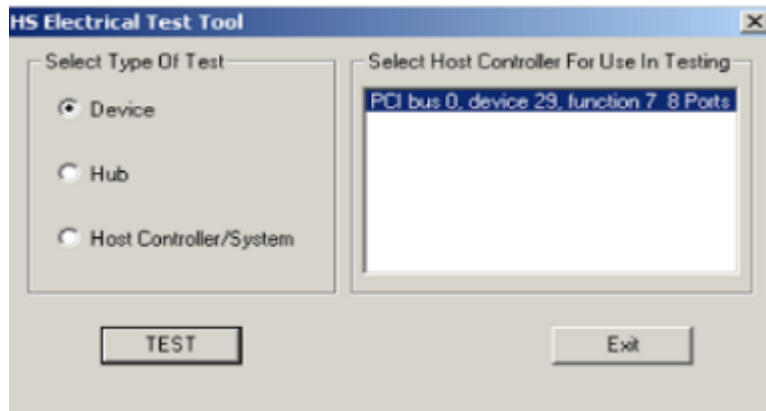 HS Electrical Test Tool
Select Type Of Test
Device
Hub
Host Controller/System
Select Host Controller For Use In Testing
PCI bus 0, device 29, function 7 8 Ports
TEST
Exit